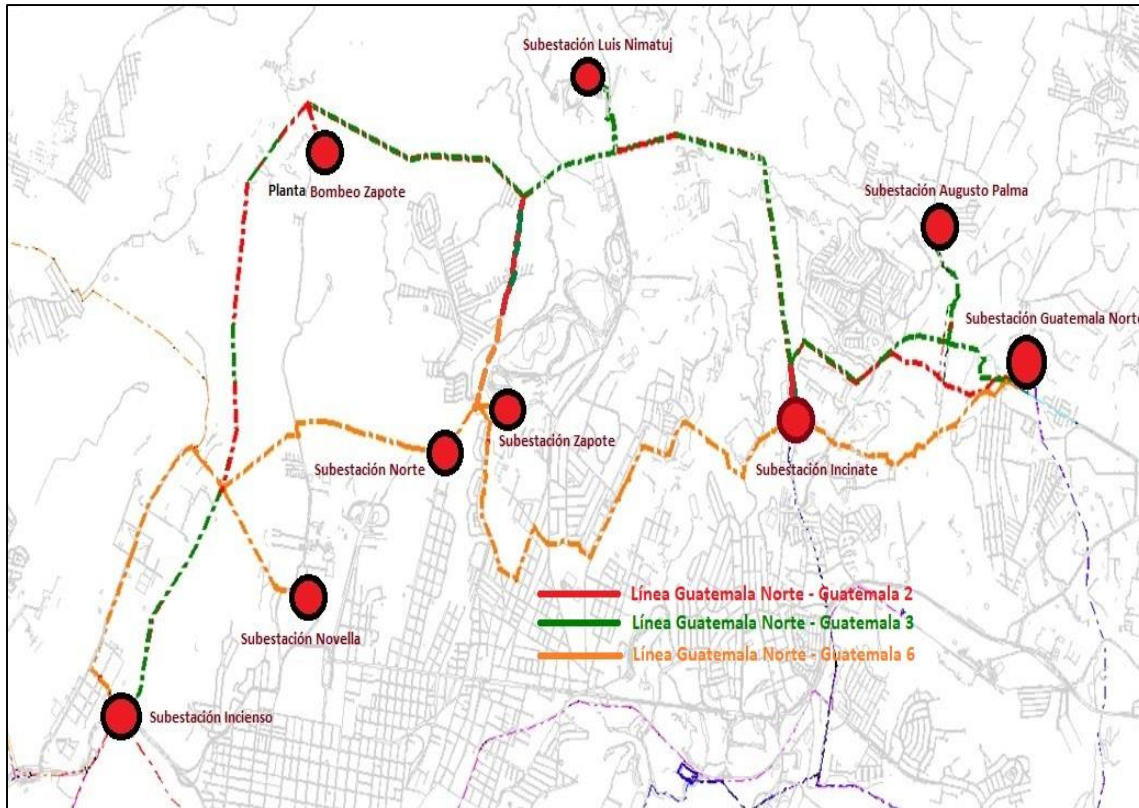 Subestación Luis Nimatuj
Planta Bombeo Zapote
Subestación Augusto Palma
Subestación Guatemala Norte
Subestación Zapote
Subestación Norte
Subestación Incinate
Línea Guatemala Norte - Guatemala 2
Línea Guatemala Norte - Guatemala 3
Subestación Novella
Línea Guatemala Norte - Guatemala 6
Subestación Incienso